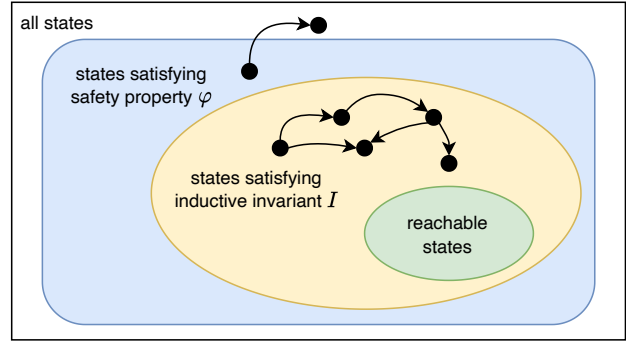 all states
states satisfying
safety property φ
states satisfying
inductive invariant I
reachable
states